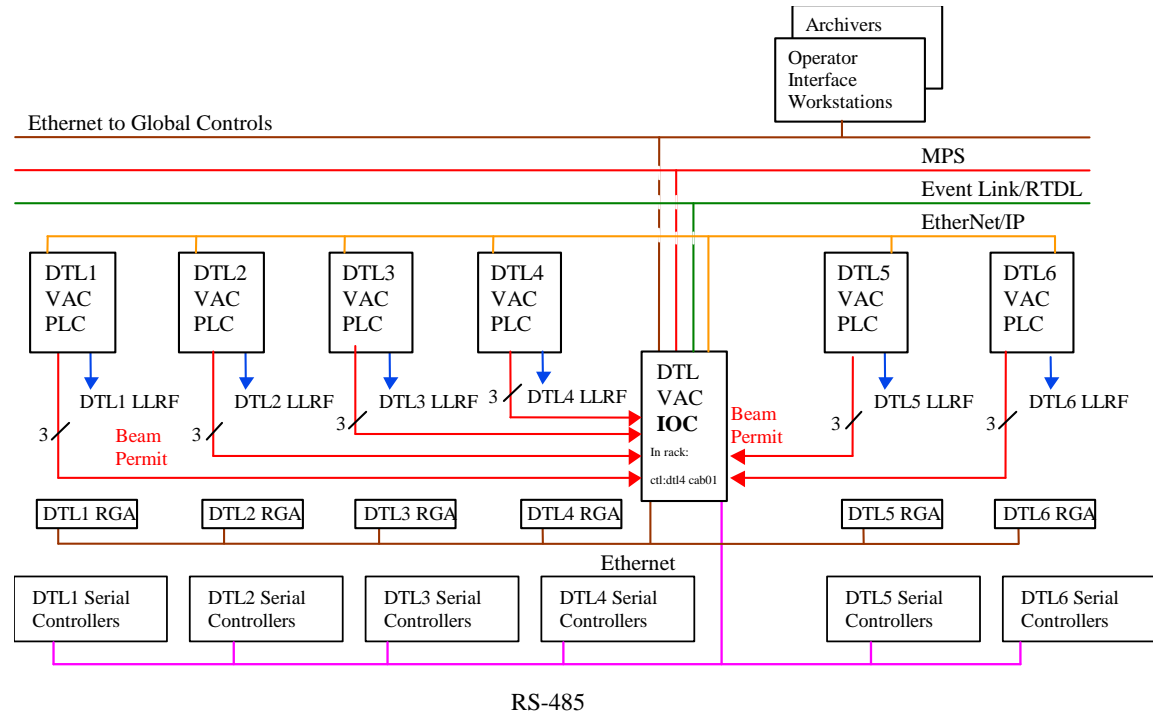 Archivers
Operator
Interface
Workstations
Ethernet to Global Controls
MPS
Event Link/RTDL
EtherNet/IP
DTL1
VAC
PLC
DTL2
VAC
PLC
DTL3
VAC
PLC
DTL4
VAC
PLC
DTL5
VAC
PLC
DTL6
VAC
PLC
DTL1 LLRF
DTL2 LLRF
DTL3 LLRF
DTL4 LLRF
DTL5 LLRF
DTL6 LLRF
3
3
3
3
3
3
Beam
Permit
DTL
VAC
IOC
In rack:
ctl:dtl4 cab01
Beam
Permit
DTL1 RGA
DTL2 RGA
DTL3 RGA
DTL4 RGA
DTL5 RGA
DTL6 RGA
Ethernet
DTL1 Serial
Controllers
DTL2 Serial
Controllers
DTL3 Serial
Controllers
DTL4 Serial
Controllers
DTL5 Serial
Controllers
DTL6 Serial
Controllers
RS-485